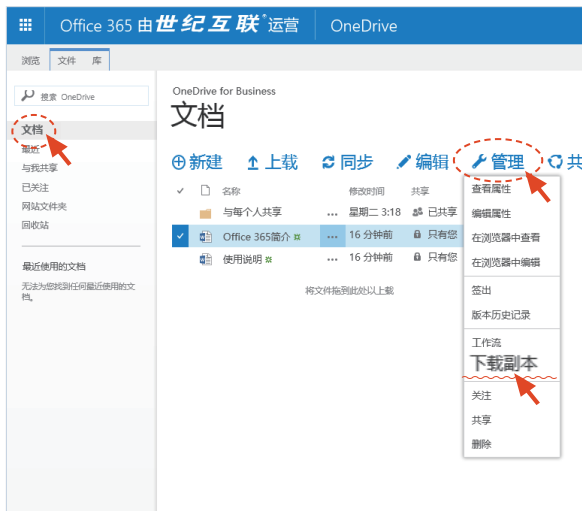 Office 365 由世纪互联运营 OneDrive
浏览 文件 库
搜索 OneDrive
文档
最近
与我共享
已关注
网站文件夹
回收站
最近使用的文档
无法为您找到任何最近使用的文
档。
OneDrive for Business
文档
新建 上载 同步 编辑 管理 共
名称 修改时间 共享
与每个人共享 ... 星期二 3:18 已共享
Office 365简介 ... 16 分钟前 只有您
使用说明 ... 16 分钟前 只有您
将文件拖到此处以上载
查看属性
编辑属性
在浏览器中查看
在浏览器中编辑
签出
版本历史记录
工作流
下载副本
关注
共享
删除